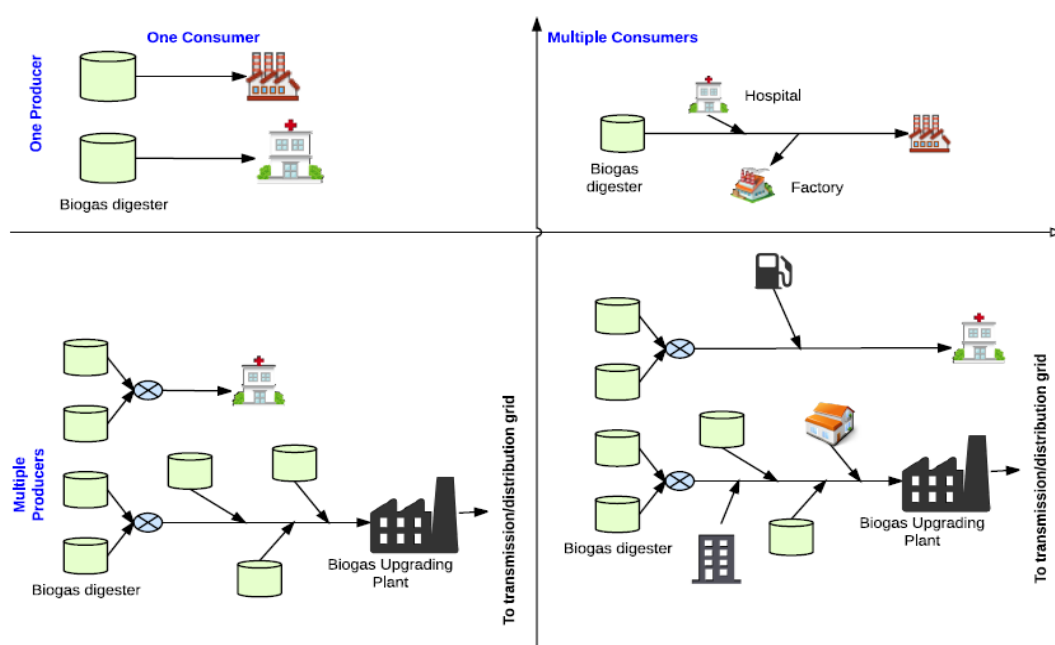 One Consumer
Multiple Consumers
One Producer
Biogas digester
Hospital
Biogas
digester
Factory
Multiple
Producers
Biogas digester
Biogas Upgrading
Plant
To transmission/distribution grid
Biogas digester
Biogas Upgrading
Plant
To transmission/distribution grid